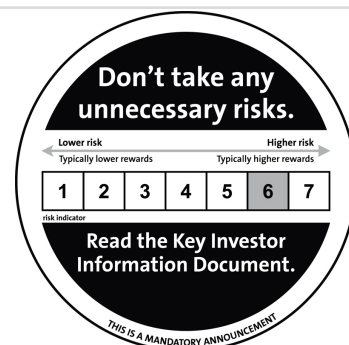 Don't take any
unnecessary risks.
Lower risk Higher risk
Typically lower rewards Typically higher rewards
1 2 3 4 5 6 7
risk indicator
Read the Key Investor
Information Document.
THIS IS A MANDATORY ANNOUNCEMENT